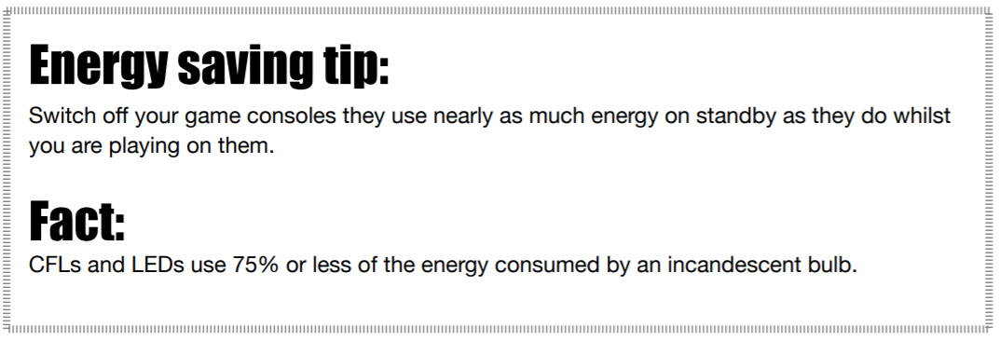 Energy saving tip:
Switch off your game consoles they use nearly as much energy on standby as they do whilst
you are playing on them.
Fact:
CFLs and LEDs use 75% or less of the energy consumed by an incandescent bulb.